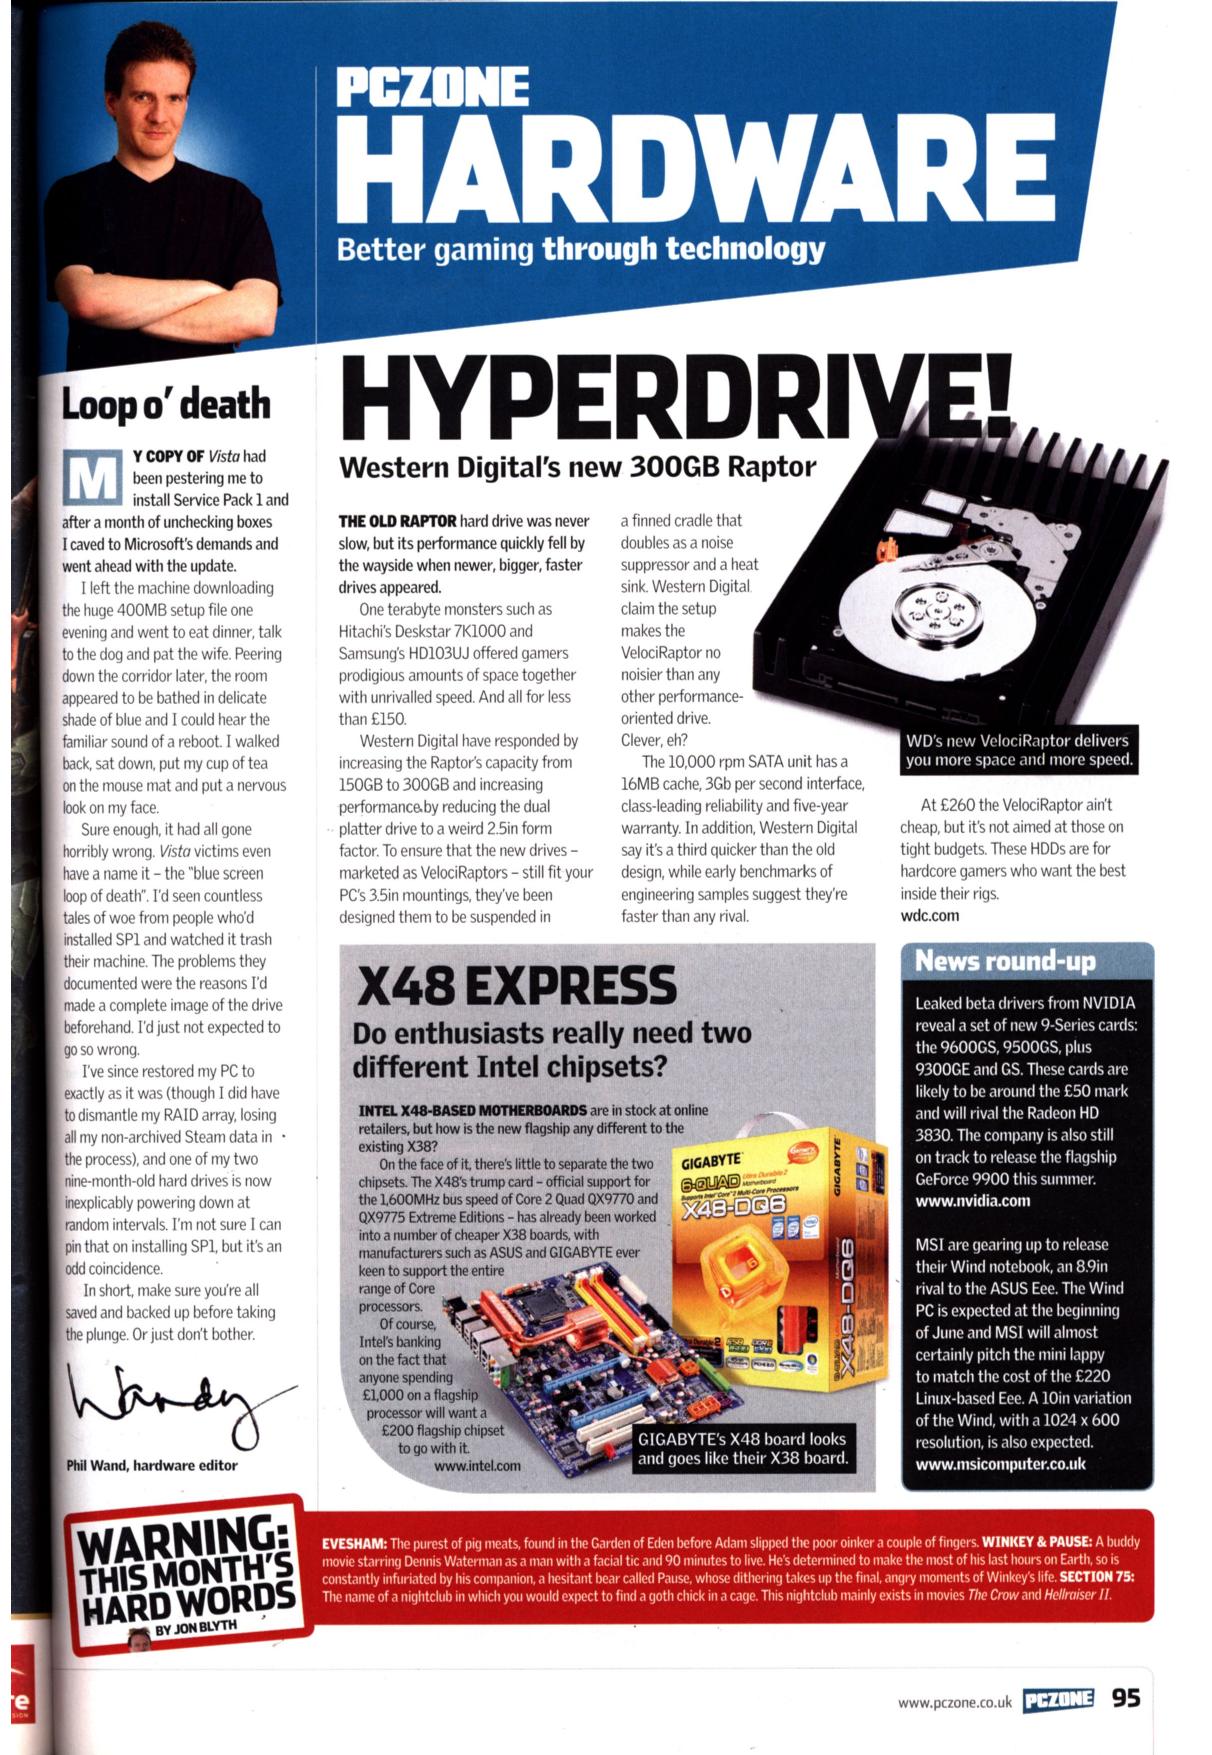 PCZONE
HARDWARE
Better gaming through technology
Loop o' death
MY COPY OF Vista had
been pestering me to
install Service Pack 1 and
after a month of unchecking boxes
I caved to Microsoft's demands and
went ahead with the update.
I left the machine downloading
the huge 400MB setup file one
evening and went to eat dinner, talk
to the dog and pat the wife. Peering
down the corridor later, the room
appeared to be bathed in delicate
shade of blue and I could hear the
familiar sound of a reboot. I walked
back, sat down, put my cup of tea
on the mouse mat and put a nervous
look on my face.
Sure enough, it had all gone
horribly wrong. Vista victims even
have a name it – the "blue screen
loop of death". I'd seen countless
tales of woe from people who'd
installed SP1 and watched it trash
their machine. The problems they
documented were the reasons I'd
made a complete image of the drive
beforehand. I'd just not expected to
go so wrong.
I've since restored my PC to
exactly as it was (though I did have
to dismantle my RAID array, losing
all my non-archived Steam data in
the process), and one of my two
nine-month-old hard drives is now
inexplicably powering down at
random intervals. I'm not sure I can
pin that on installing SP1, but it's an
odd coincidence.
In short, make sure you're all
saved and backed up before taking
the plunge. Or just don't bother.
Wandy
Phil Wand, hardware editor
HYPERDRIVE!
Western Digital's new 300GB Raptor
THE OLD RAPTOR hard drive was never
slow, but its performance quickly fell by
the wayside when newer, bigger, faster
drives appeared.
One terabyte monsters such as
Hitachi's Deskstar 7K1000 and
Samsung's HD103UJ offered gamers
prodigious amounts of space together
with unrivalled speed. And all for less
than £150.
Western Digital have responded by
increasing the Raptor's capacity from
150GB to 300GB and increasing
performance by reducing the dual
platter drive to a weird 2.5in form
factor. To ensure that the new drives –
marketed as VelociRaptors – still fit your
PC's 3.5in mountings, they've been
designed them to be suspended in
a finned cradle that
doubles as a noise
suppressor and a heat
sink. Western Digital
claim the setup
makes the
VelociRaptor no
noisier than any
other performance-
oriented drive.
Clever, eh?
The 10,000 rpm SATA unit has a
16MB cache, 3Gb per second interface,
class-leading reliability and five-year
warranty. In addition, Western Digital
say it's a third quicker than the old
design, while early benchmarks of
engineering samples suggest they're
faster than any rival.
WD's new VelociRaptor delivers
you more space and more speed.
At £260 the VelociRaptor ain't
cheap, but it's not aimed at those on
tight budgets. These HDDs are for
hardcore gamers who want the best
inside their rigs.
wdc.com
X48 EXPRESS
Do enthusiasts really need two
different Intel chipsets?
INTEL X48-BASED MOTHERBOARDS are in stock at online
retailers, but how is the new flagship any different to the
existing X38?
On the face of it, there's little to separate the two
chipsets. The X48's trump card – official support for
the 1,600MHz bus speed of Core 2 Quad QX9770 and
QX9775 Extreme Editions – has already been worked
into a number of cheaper X38 boards, with
manufacturers such as ASUS and GIGABYTE ever
keen to support the entire
range of Core
processors.
Of course,
Intel's banking
on the fact that
anyone spending
£1,000 on a flagship
processor will want a
£200 flagship chipset
to go with it.
www.intel.com
GIGABYTE
6-QUAD Ultra Durable 2
Motherboard
Supports Intel Core 2 Multi-Core Processors
X48-DQ6
GIGABYTE
X48-DQ6
GIGABYTE's X48 board looks
and goes like their X38 board.
News round-up
Leaked beta drivers from NVIDIA
reveal a set of new 9-Series cards:
the 9600GS, 9500GS, plus
9300GE and GS. These cards are
likely to be around the £50 mark
and will rival the Radeon HD
3830. The company is also still
on track to release the flagship
GeForce 9900 this summer.
www.nvidia.com
MSI are gearing up to release
their Wind notebook, an 8.9in
rival to the ASUS Eee. The Wind
PC is expected at the beginning
of June and MSI will almost
certainly pitch the mini lappy
to match the cost of the £220
Linux-based Eee. A 10in variation
of the Wind, with a 1024 x 600
resolution, is also expected.
www.msicomputer.co.uk
WARNING:
THIS MONTH'S
HARD WORDS
BY JON BLYTH
EVESHAM: The purest of pig meats, found in the Garden of Eden before Adam slipped the poor oinker a couple of fingers. WINKEY & PAUSE: A buddy
movie starring Dennis Waterman as a man with a facial tic and 90 minutes to live. He's determined to make the most of his last hours on Earth, so is
constantly infuriated by his companion, a hesitant bear called Pause, whose dithering takes up the final, angry moments of Winkey's life. SECTION 75:
The name of a nightclub in which you would expect to find a goth chick in a cage. This nightclub mainly exists in movies The Crow and Hellraiser II.
www.pczone.co.uk PCZONE 95